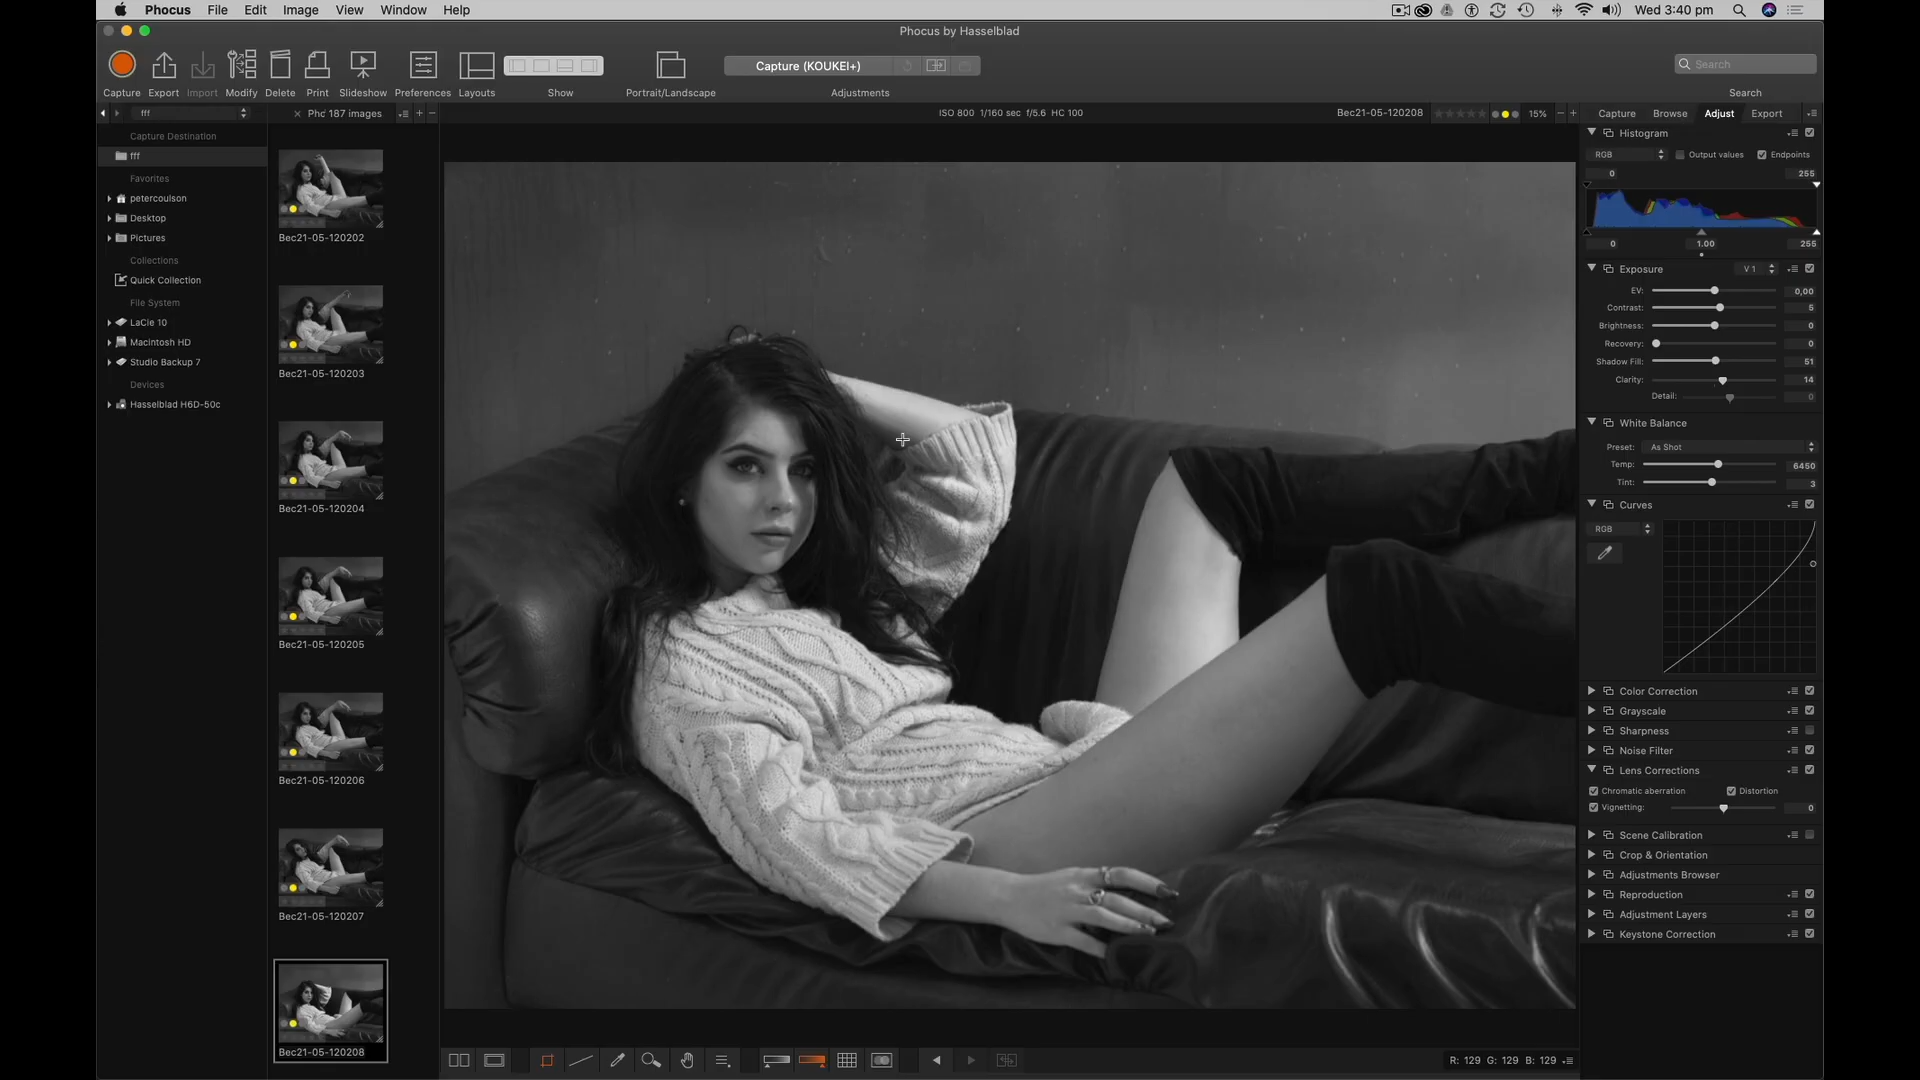 Phocus File Edit Image View Window Help
Wed 3:40 pm
Phocus by Hasselblad
Capture (KOUKEI+)
Search
Capture Export Import Modify Delete Print Slideshow Preferences Layouts Show Portrait/Landscape Adjustments Search
fff
187 images
ISO 800 1/160 sec f/5.6 HC 100
Bec21-05-120208
15%
Capture Browse Adjust Export
Capture Destination
fff
Favorites
petercoulson
Desktop
Pictures
Collections
Quick Collection
File System
LaCie 10
Macintosh HD
Studio Backup 7
Devices
Hasselblad H6D-50c
Bec21-05-120202
Bec21-05-120203
Bec21-05-120204
Bec21-05-120205
Bec21-05-120206
Bec21-05-120207
Bec21-05-120208
Histogram
RGB Output values Endpoints
0 255
0 1.00 255
Exposure V 1
EV: 0,00
Contrast: 5
Brightness: 0
Recovery: 0
Shadow Fill: 51
Clarity: 14
Detail: 0
White Balance
Preset: As Shot
Temp: 6450
Tint: 3
Curves
RGB
Color Correction
Grayscale
Sharpness
Noise Filter
Lens Corrections
Chromatic aberration Distortion
Vignetting: 0
Scene Calibration
Crop & Orientation
Adjustments Browser
Reproduction
Adjustment Layers
Keystone Correction
R: 129 G: 129 B: 129